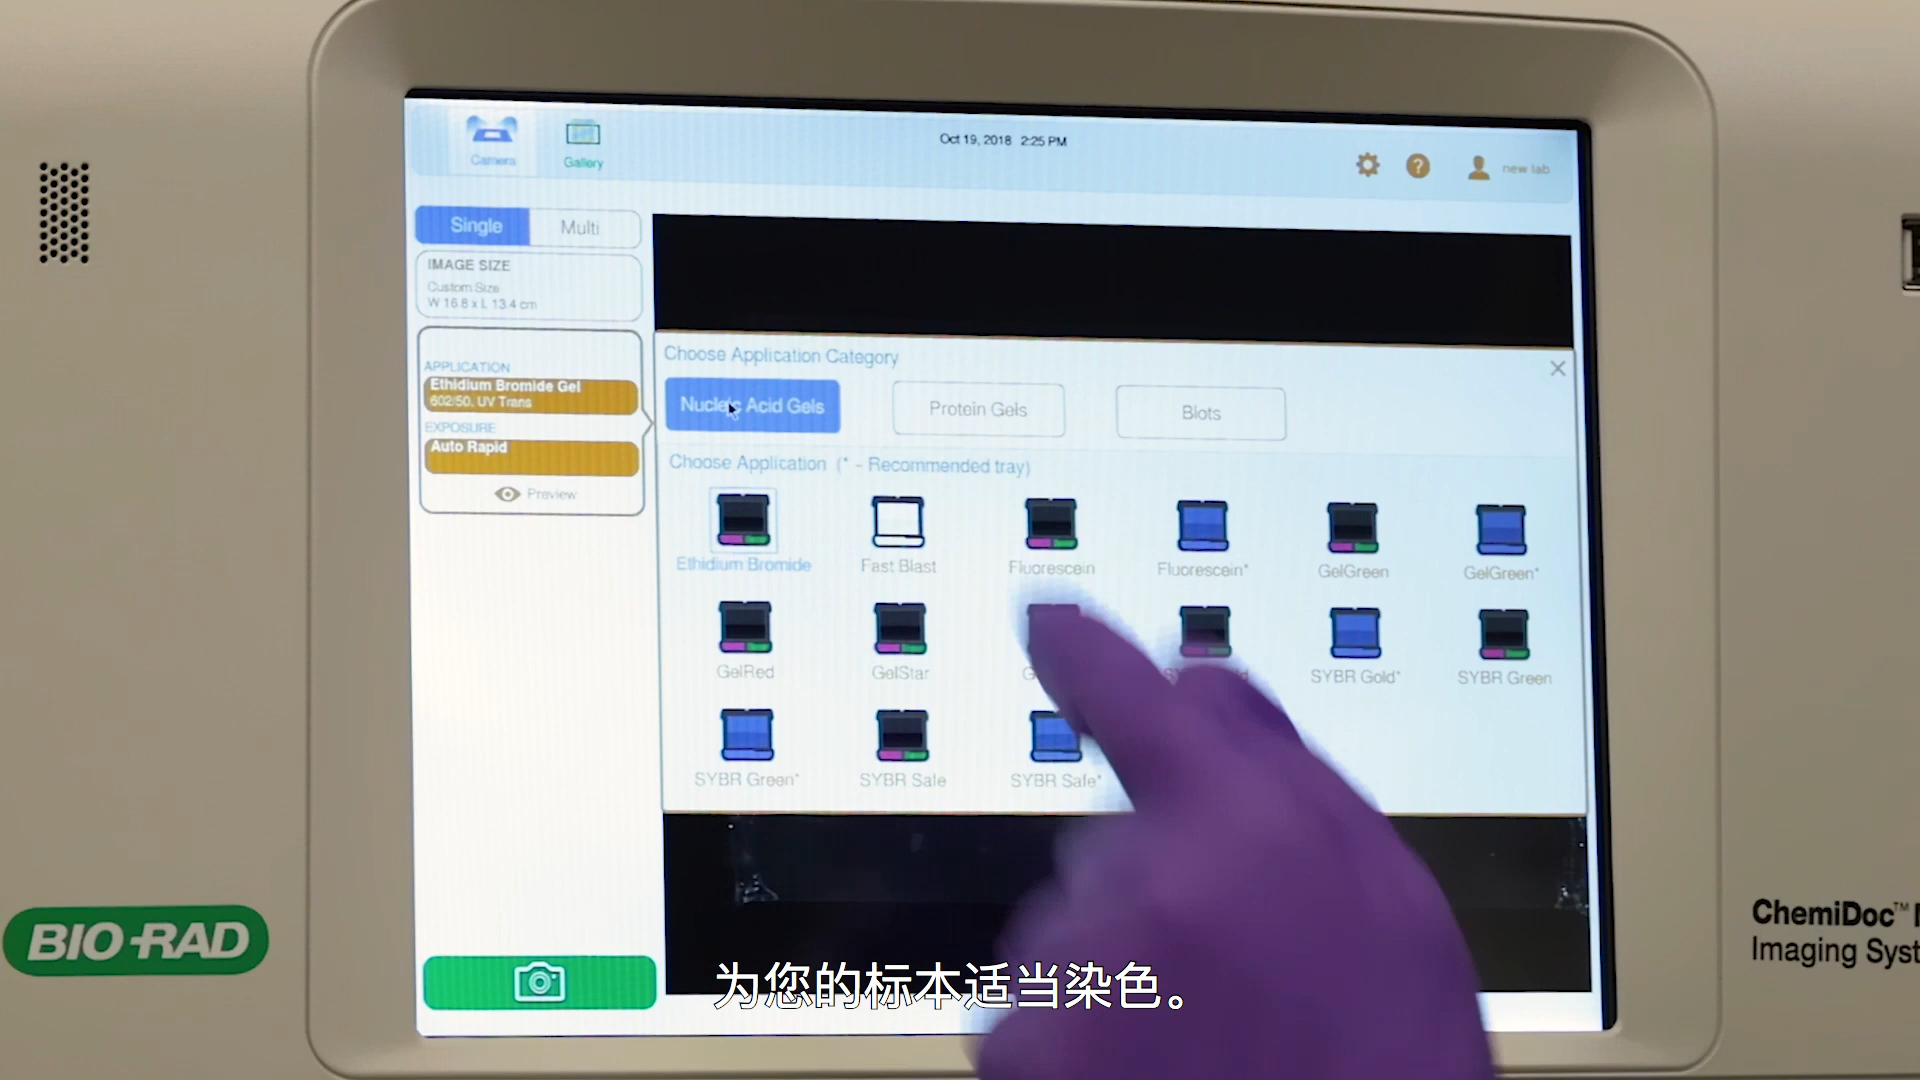 Oct 19, 2018 2:25 PM
Camera
Gallery
new lab
Single
Multi
IMAGE SIZE
Custom Size
W 16.8 x L 13.4 cm
APPLICATION
Ethidium Bromide Gel
602/50, UV Trans
EXPOSURE
Auto Rapid
Preview
Choose Application Category
Nucleic Acid Gels
Protein Gels
Blots
Choose Application (* - Recommended tray)
Ethidium Bromide
Fast Blast
Fluorescein
Fluorescein*
GelGreen
GelGreen*
GelRed
GelStar
SYBR Gold*
SYBR Green
SYBR Green*
SYBR Safe
SYBR Safe*
BIO-RAD
ChemiDoc™
Imaging
为您的标本适当染色。